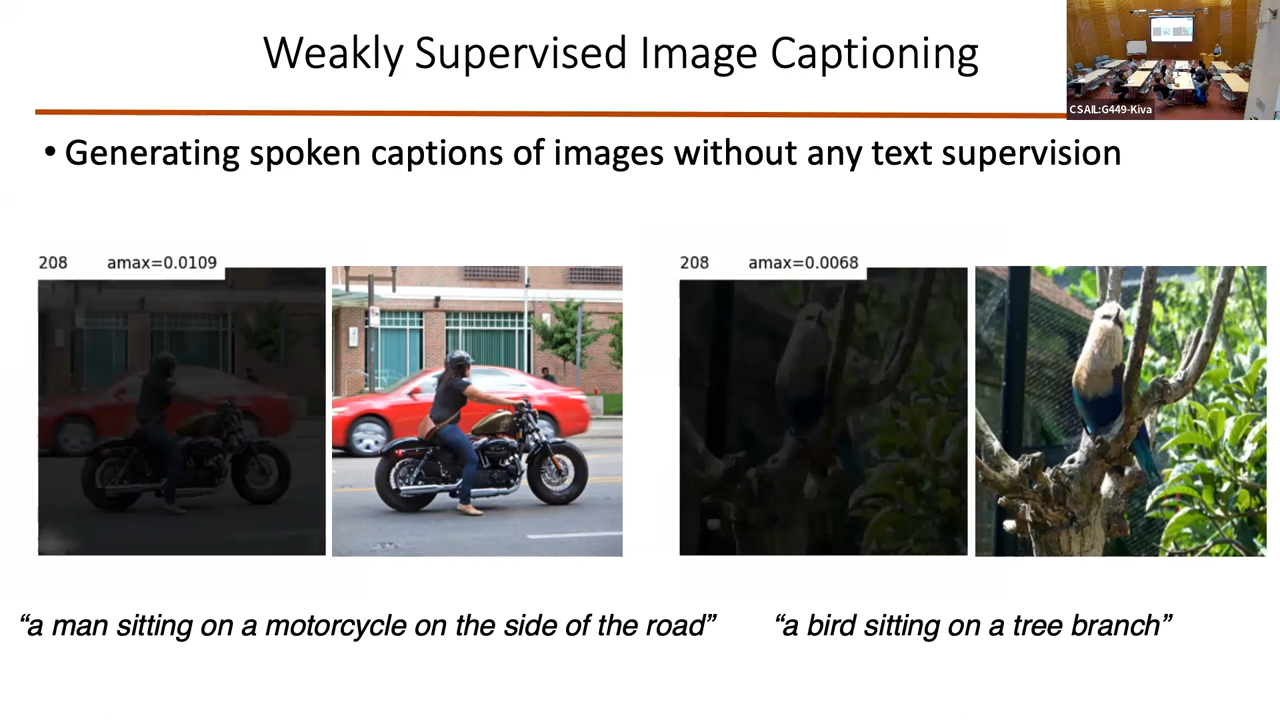 Weakly Supervised Image Captioning
CSAIL:G449-Kiva
• Generating spoken captions of images without any text supervision
208 amax=0.0109
208 amax=0.0068
“a man sitting on a motorcycle on the side of the road”
“a bird sitting on a tree branch”